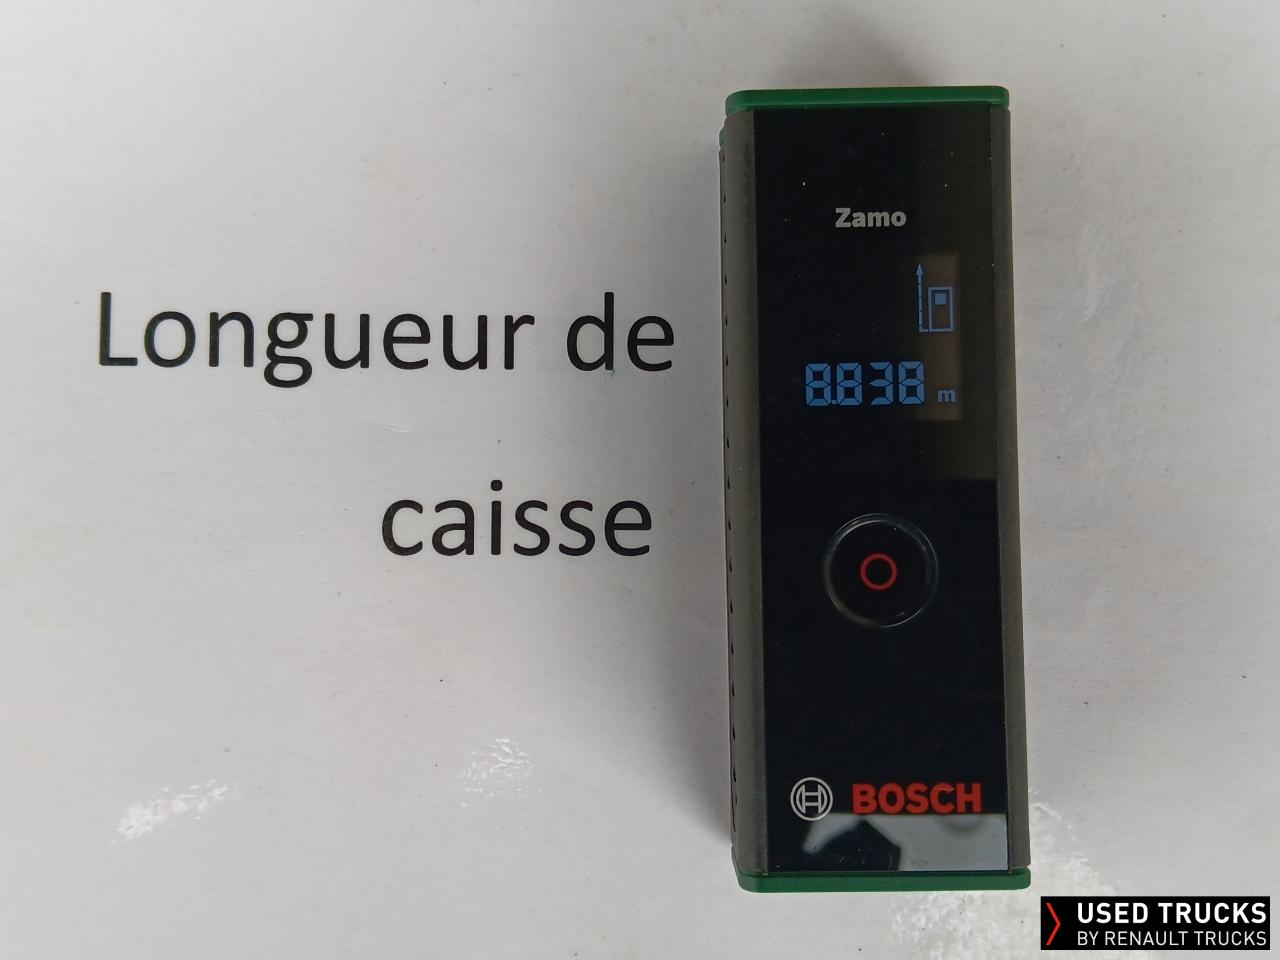 Longueur de
caisse
Zamo
8.838 m
BOSCH
USED TRUCKS
BY RENAULT TRUCKS